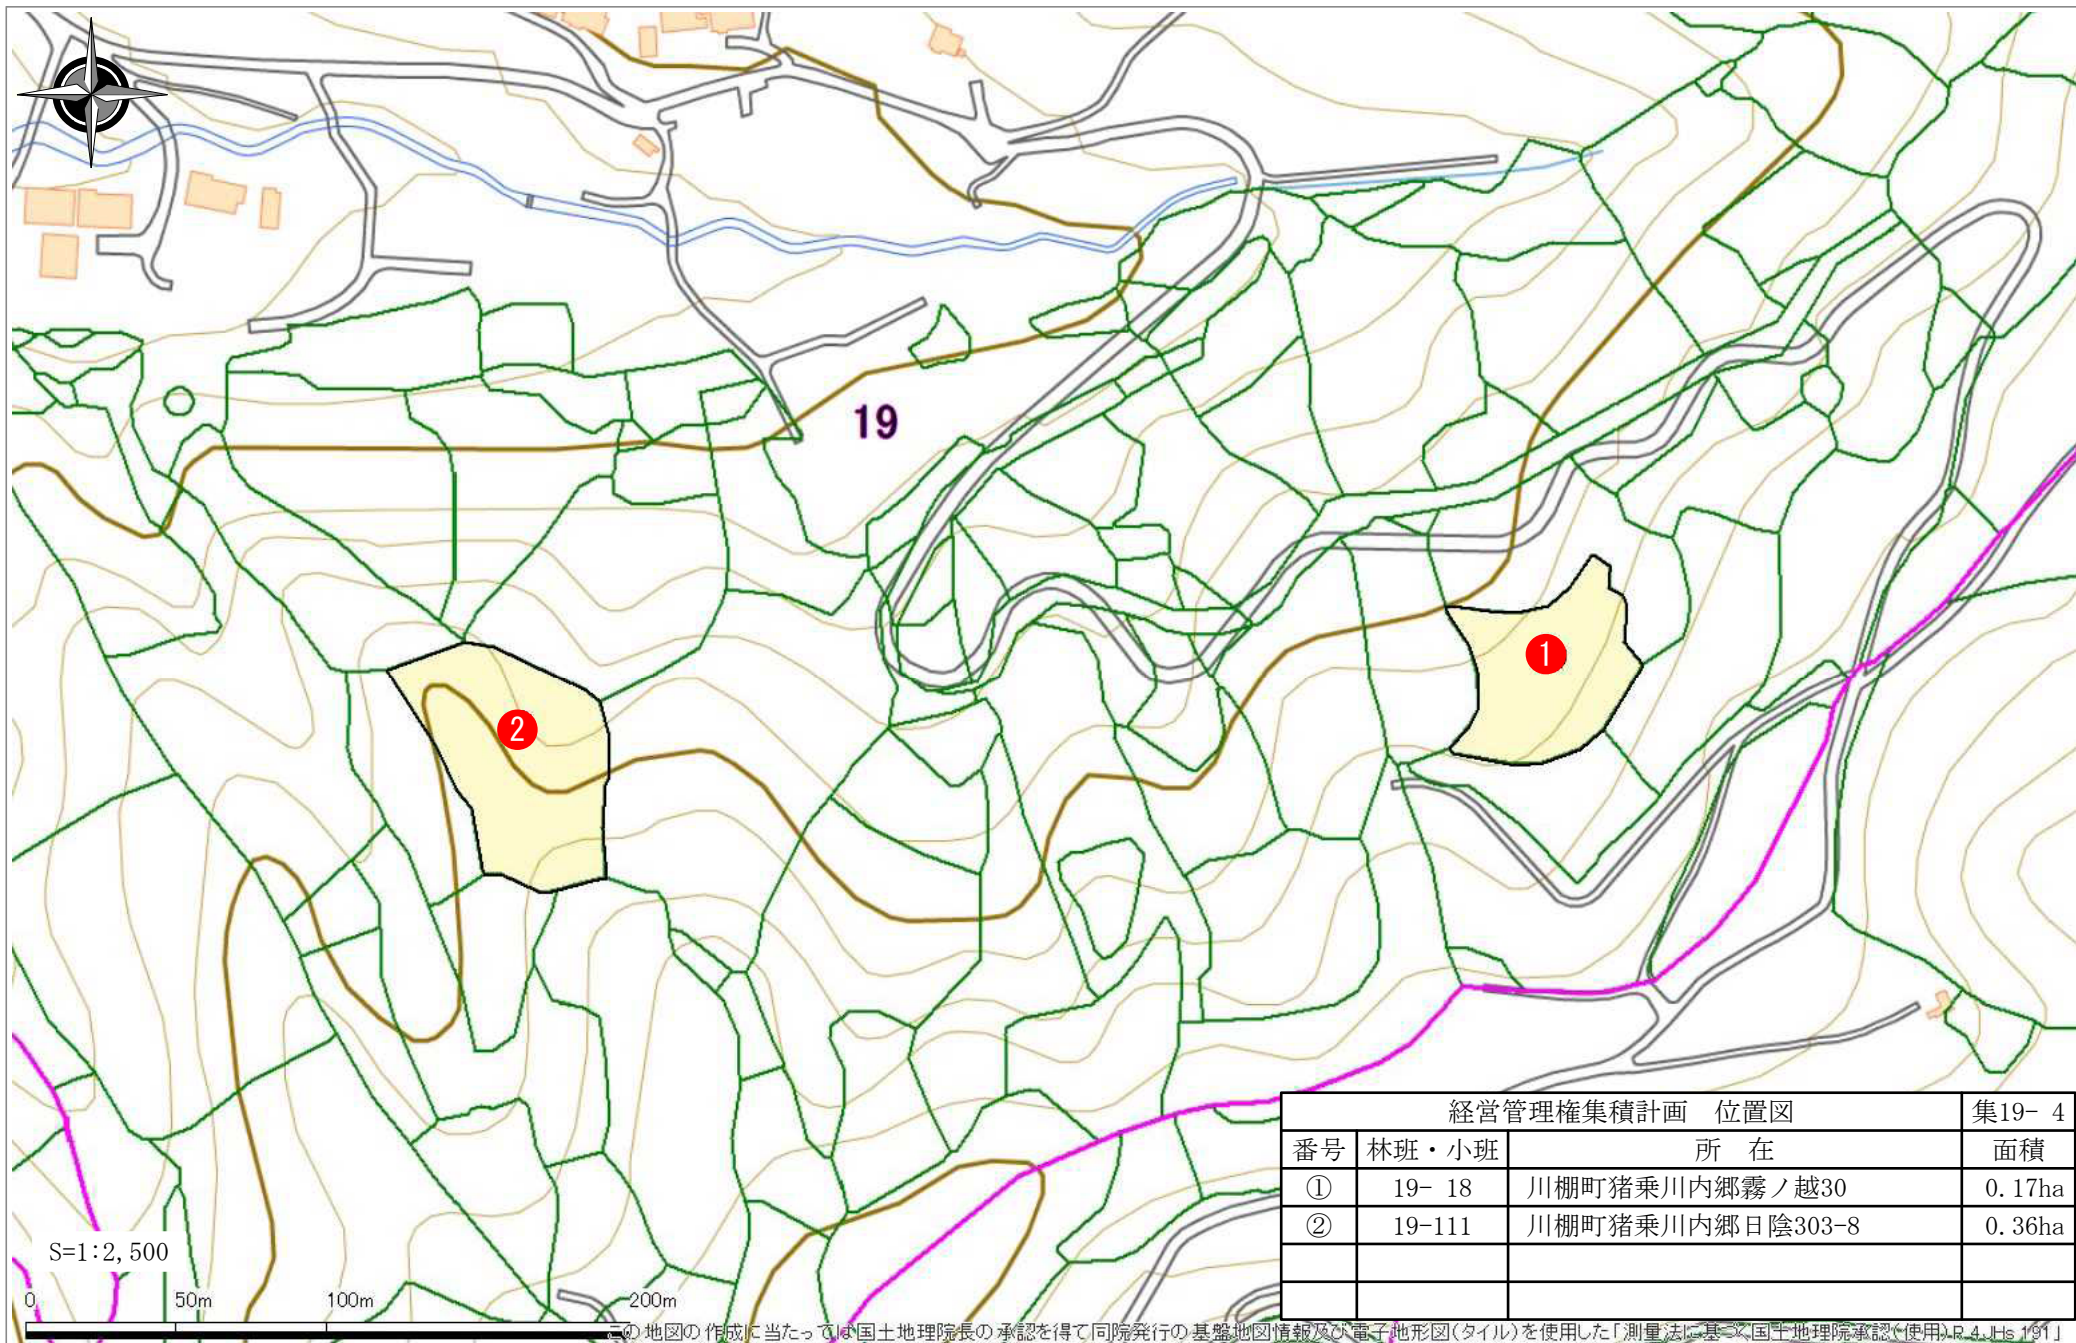 19
1
2
経営管理権集積計画 位置図 集19- 4
番号 林班・小班 所 在 面積
① 19- 18 川棚町猪乗川内郷霧ノ越30 0.17ha
② 19-111 川棚町猪乗川内郷日陰303-8 0.36ha
S=1:2,500
0 50m 100m 200m
この地図の作成に当たっては国土地理院長の承認を得て同院発行の基盤地図情報及び電子地形図(タイル)を使用した「測量法に基づく国土地理院承認(使用)R 4 JHs 191」